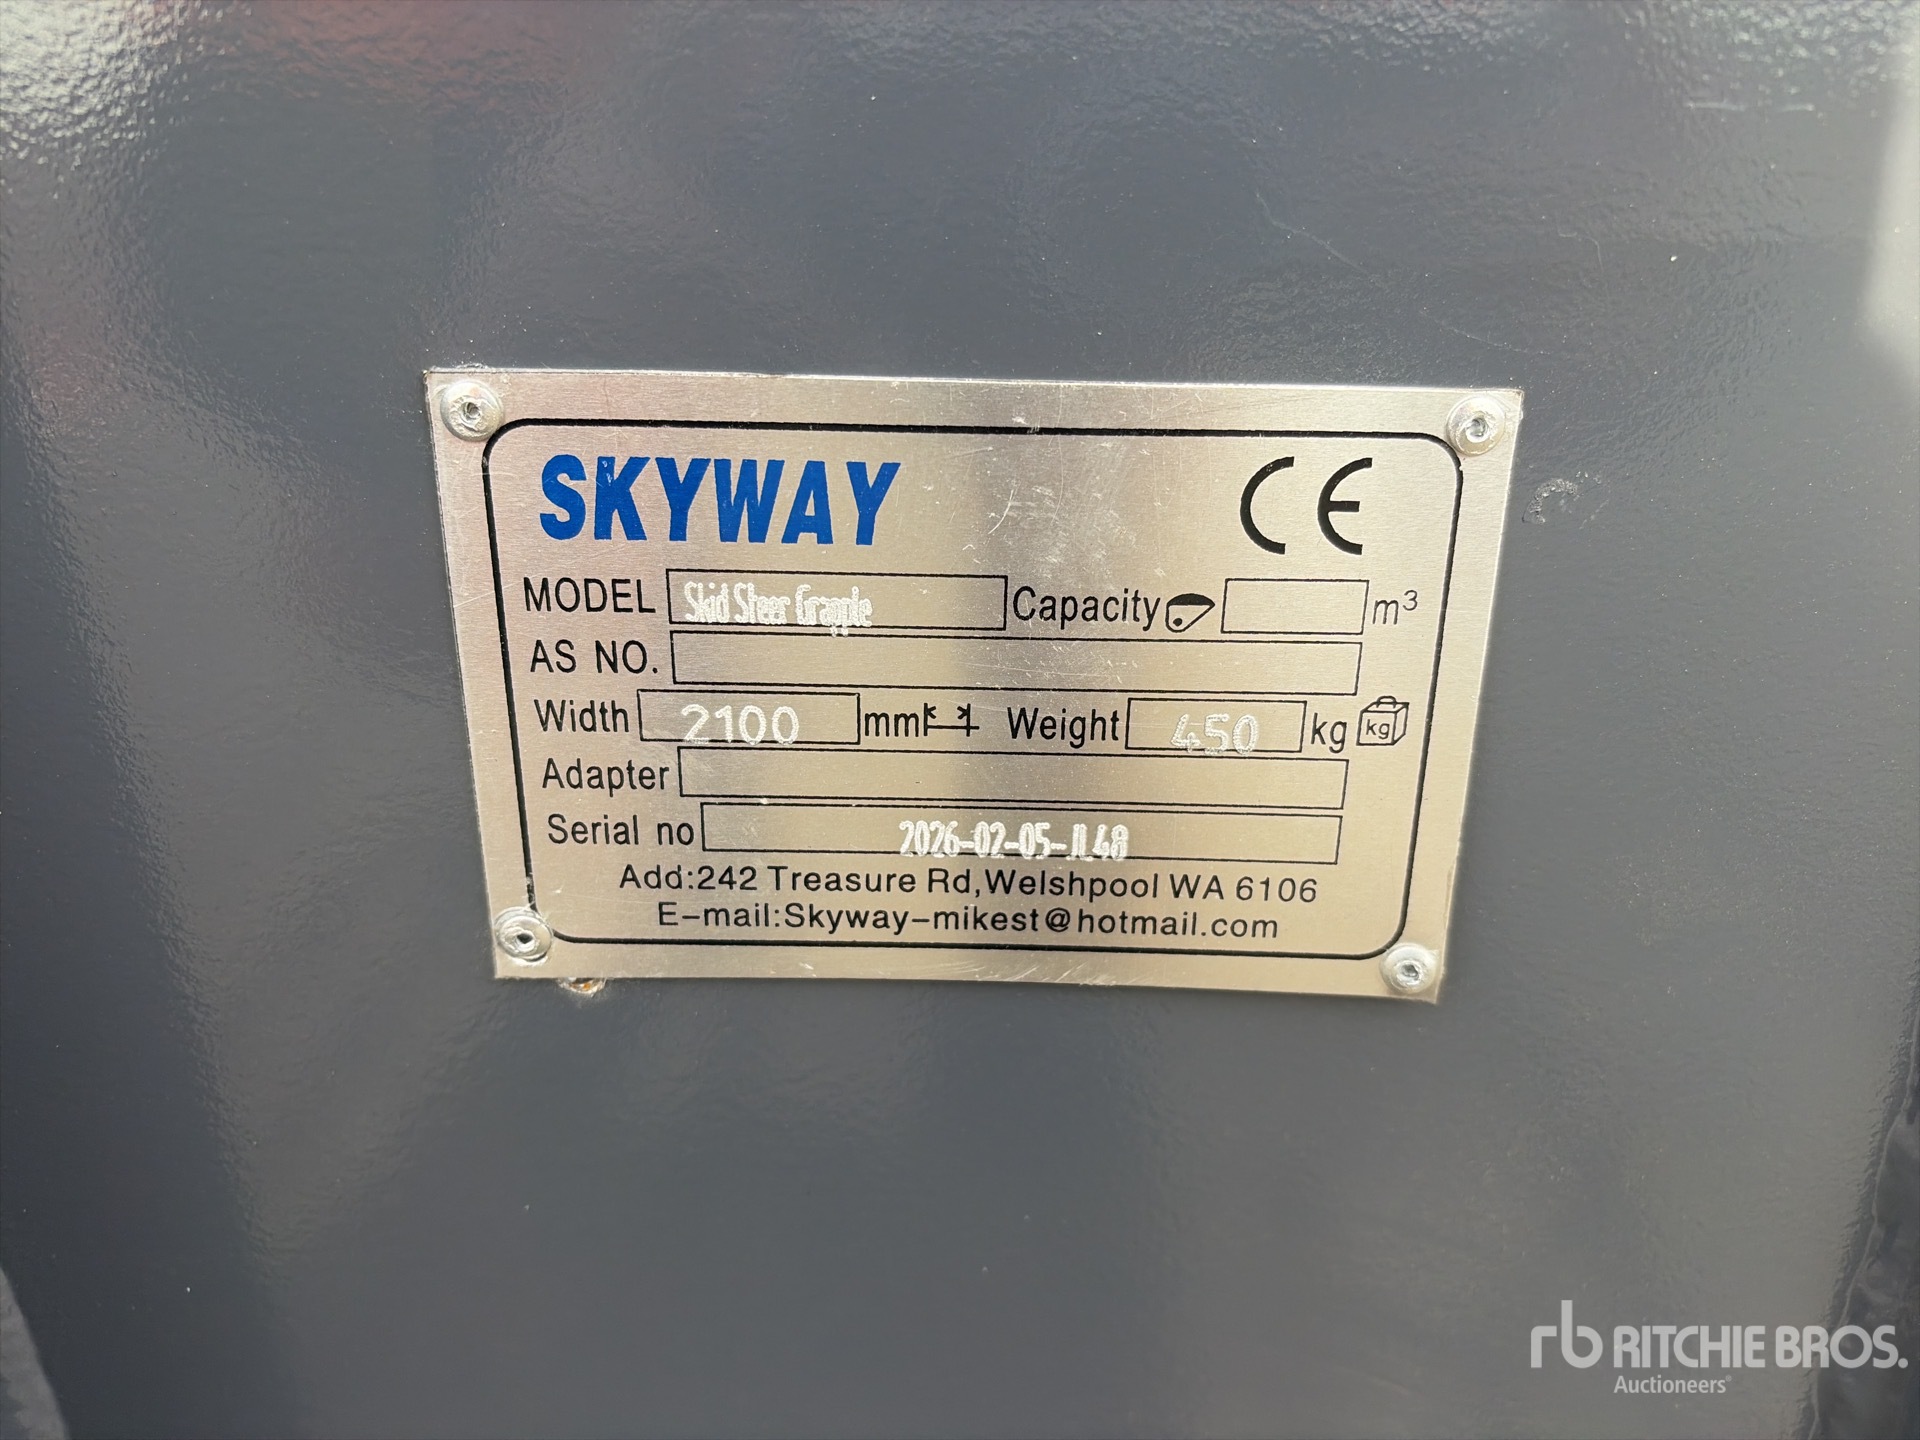 SKYWAY CE
MODEL Skid Steer Grapple Capacity m³
AS NO.
Width 2100 mm Weight 450 kg kg
Adapter
Serial no 2026-02-05-JL48
Add:242 Treasure Rd,Welshpool WA 6106
E-mail:Skyway-mikest@hotmail.com
rb RITCHIE BROS.
Auctioneers